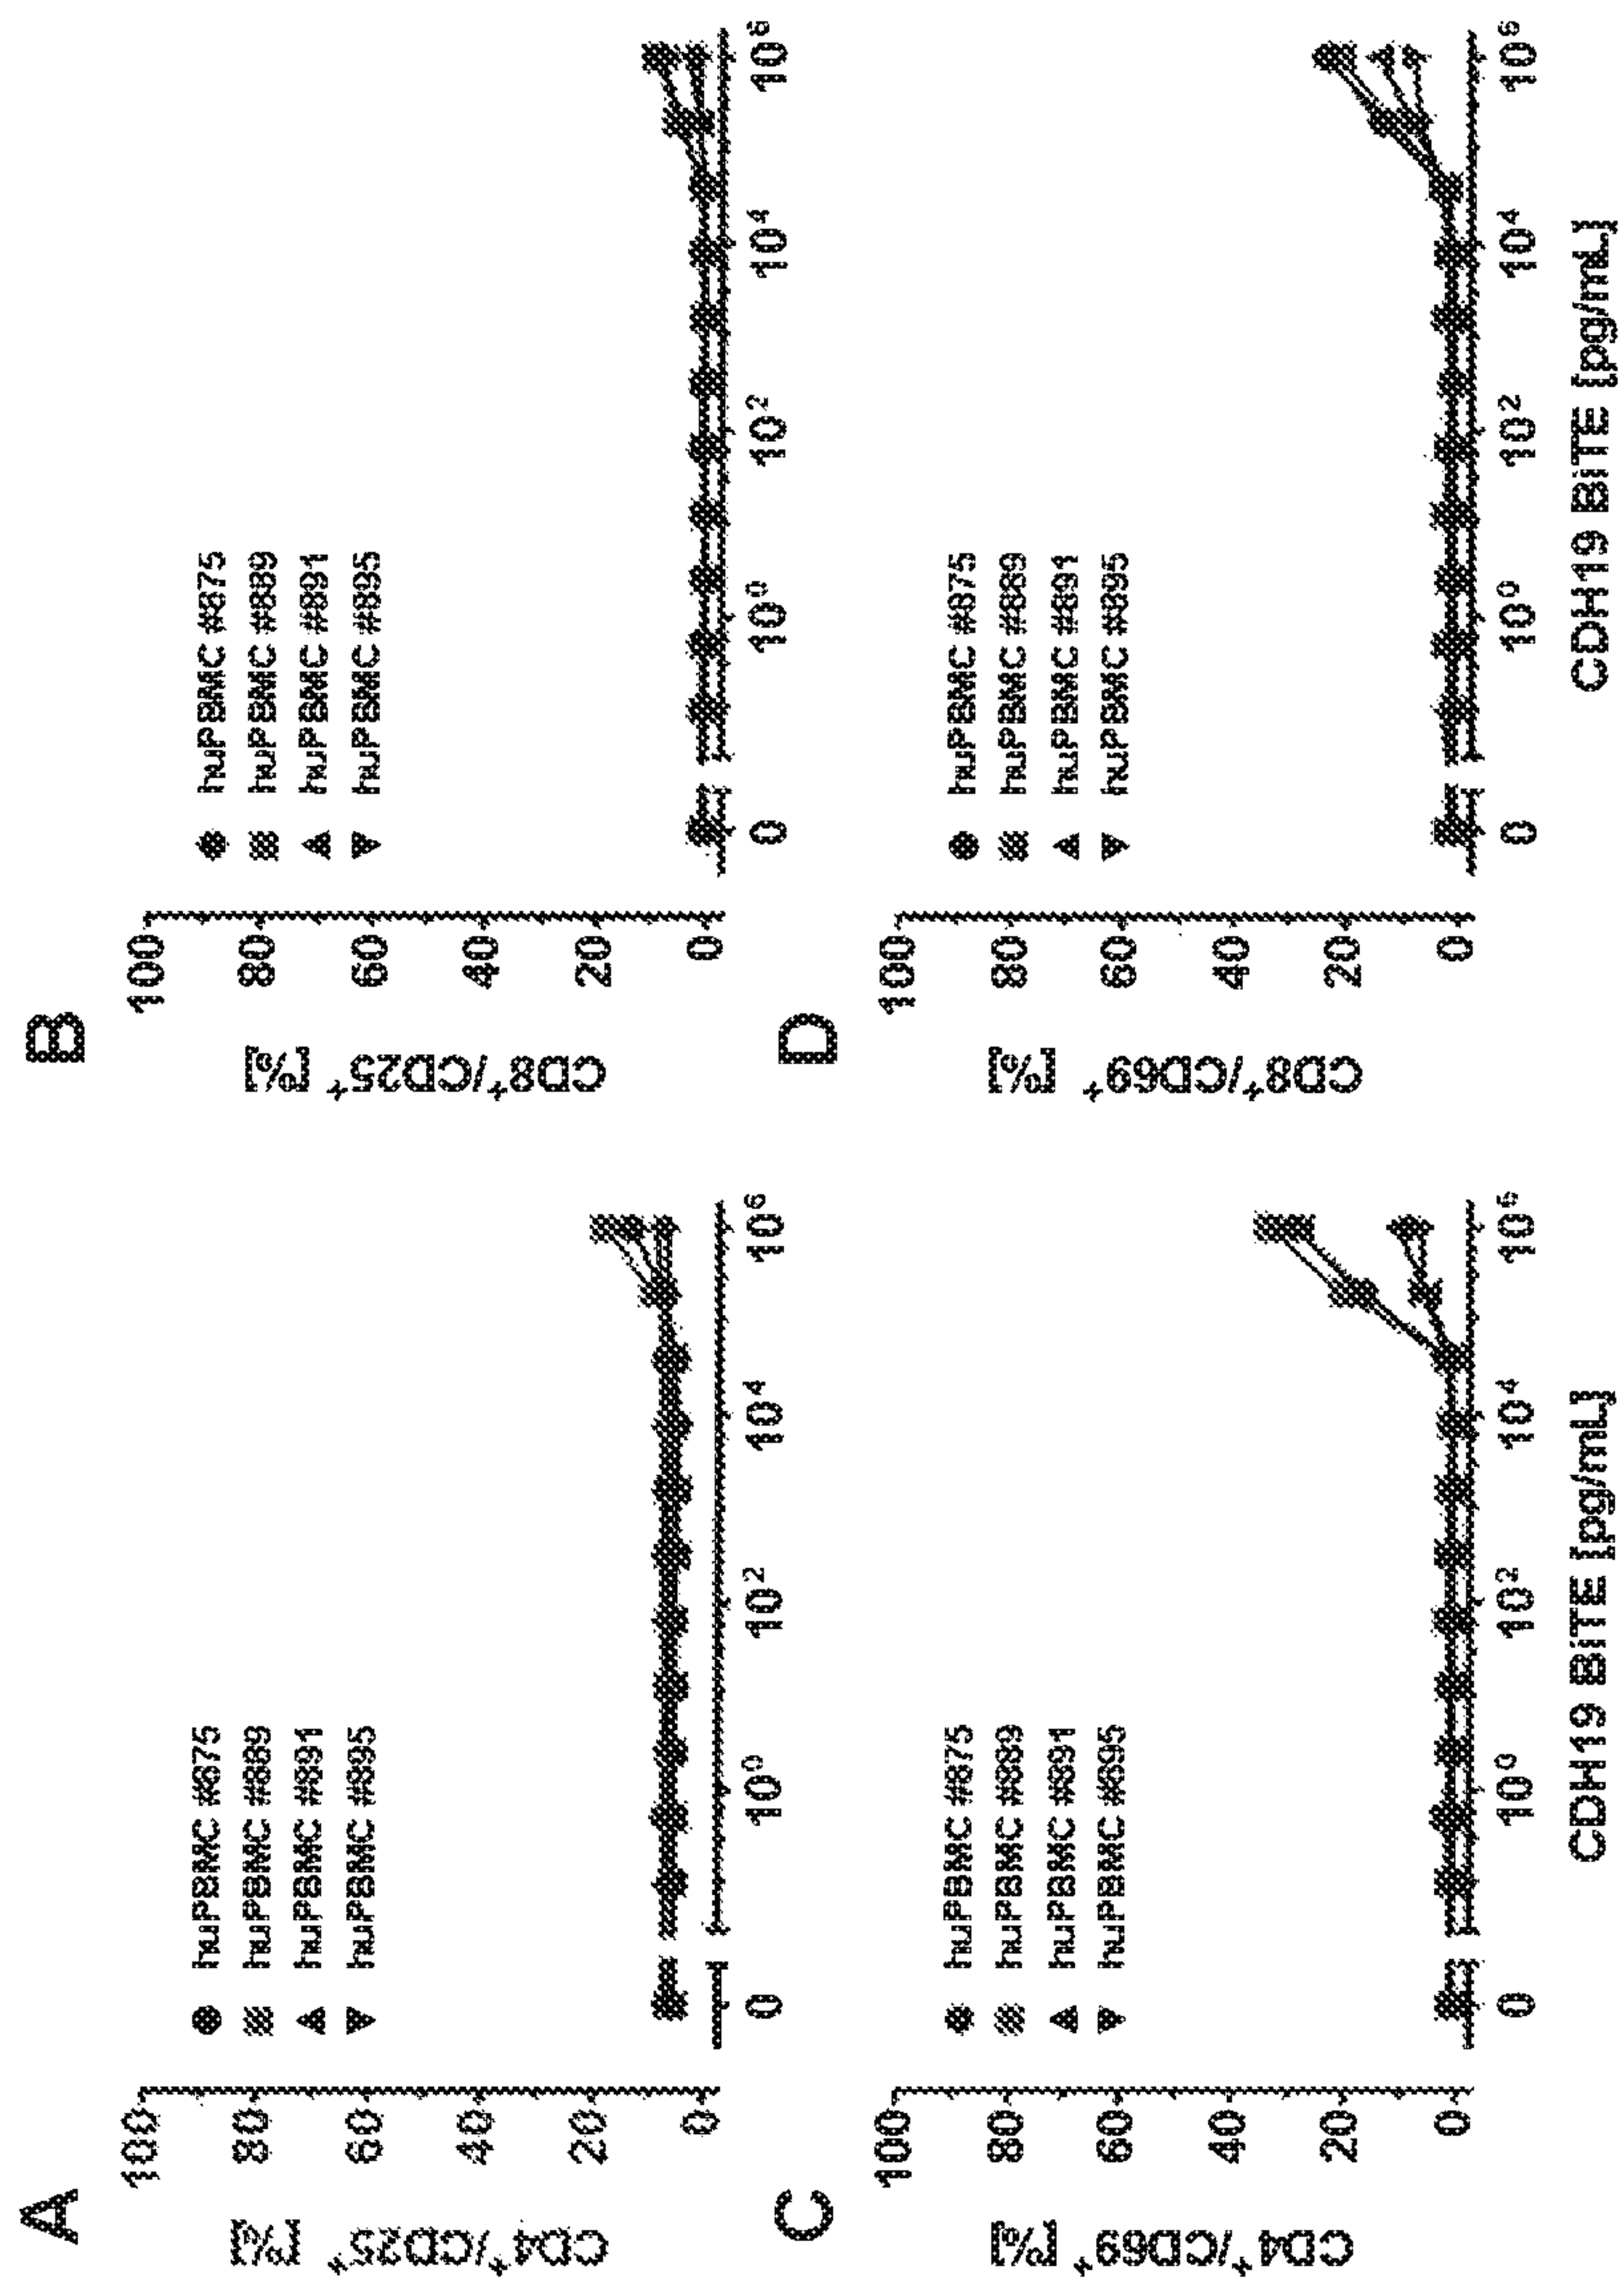 A
CD4⁺/CD25⁺ [%]
100
80
60
40
20
0
huPBMC #875
huPBMC #889
huPBMC #891
huPBMC #895
0
10⁰
10²
10⁴
10⁶
B
CD8⁺/CD25⁺ [%]
100
80
60
40
20
0
huPBMC #875
huPBMC #889
huPBMC #891
huPBMC #895
0
10⁰
10²
10⁴
10⁶
C
CD4⁺/CD69⁺ [%]
100
80
60
40
20
0
huPBMC #875
huPBMC #889
huPBMC #891
huPBMC #895
0
10⁰
10²
10⁴
10⁶
CDH19 BiTE [pg/mL]
D
CD8⁺/CD69⁺ [%]
100
80
60
40
20
0
huPBMC #875
huPBMC #889
huPBMC #891
huPBMC #895
0
10⁰
10²
10⁴
10⁶
CDH19 BiTE [pg/mL]